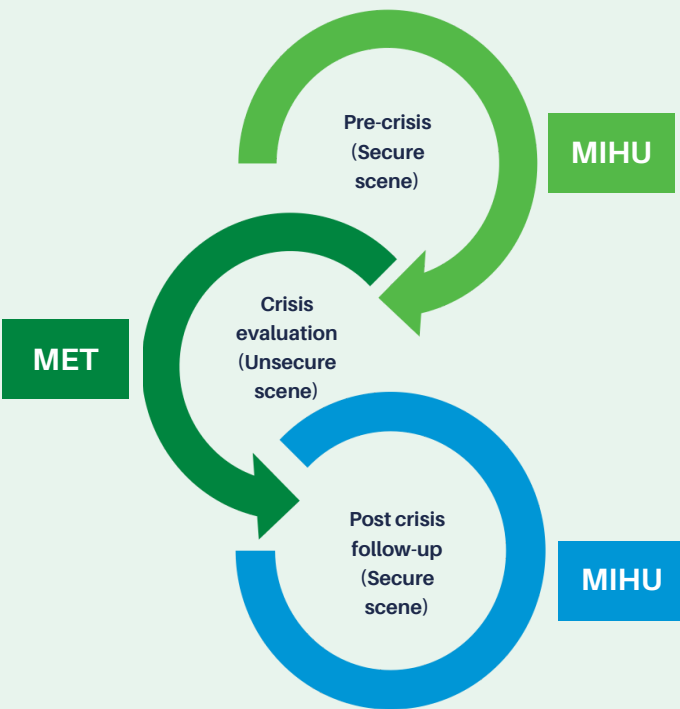 Pre-crisis
(Secure
scene)
MIHU
Crisis
evaluation
(Unsecure
scene)
MET
Post crisis
follow-up
(Secure
scene)
MIHU